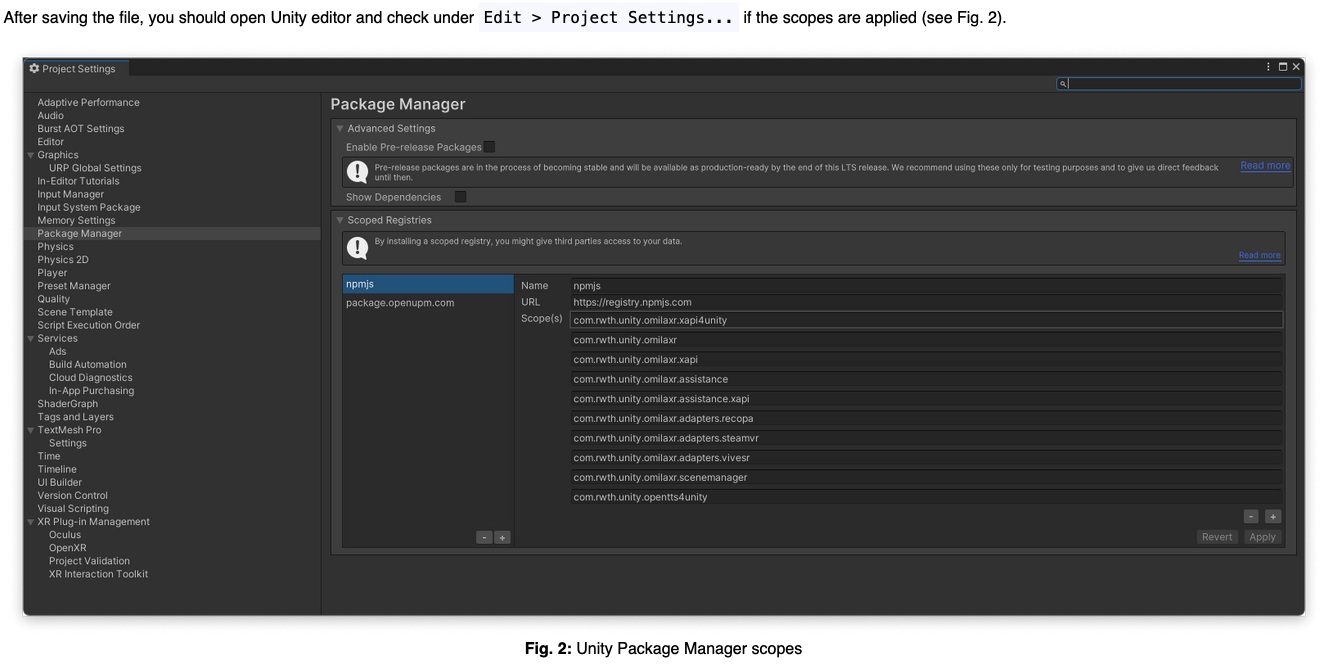 After saving the file, you should open Unity editor and check under Edit > Project Settings... if the scopes are applied (see Fig. 2).
Project Settings
Adaptive Performance
Audio
Burst AOT Settings
Editor
Graphics
URP Global Settings
In-Editor Tutorials
Input Manager
Input System Package
Memory Settings
Package Manager
Physics
Physics 2D
Player
Preset Manager
Quality
Scene Template
Script Execution Order
Services
Ads
Build Automation
Cloud Diagnostics
In-App Purchasing
ShaderGraph
Tags and Layers
TextMesh Pro
Settings
Time
Timeline
UI Builder
Version Control
Visual Scripting
XR Plug-in Management
Oculus
OpenXR
Project Validation
XR Interaction Toolkit
Package Manager
Advanced Settings
Enable Pre-release Packages
Pre-release packages are in the process of becoming stable and will be available as production-ready by the end of this LTS release. We recommend using these only for testing purposes and to give us direct feedback
until then.
Read more
Show Dependencies
Scoped Registries
By installing a scoped registry, you might give third parties access to your data.
Read more
npmjs
package.openupm.com
- +
Name npmjs
URL https://registry.npmjs.com
Scope(s) com.rwth.unity.omilaxr.xapi4unity
com.rwth.unity.omilaxr
com.rwth.unity.omilaxr.xapi
com.rwth.unity.omilaxr.assistance
com.rwth.unity.omilaxr.assistance.xapi
com.rwth.unity.omilaxr.adapters.recopa
com.rwth.unity.omilaxr.adapters.steamvr
com.rwth.unity.omilaxr.adapters.vivesr
com.rwth.unity.omilaxr.scenemanager
com.rwth.unity.opentts4unity
- +
Revert Apply
Fig. 2: Unity Package Manager scopes